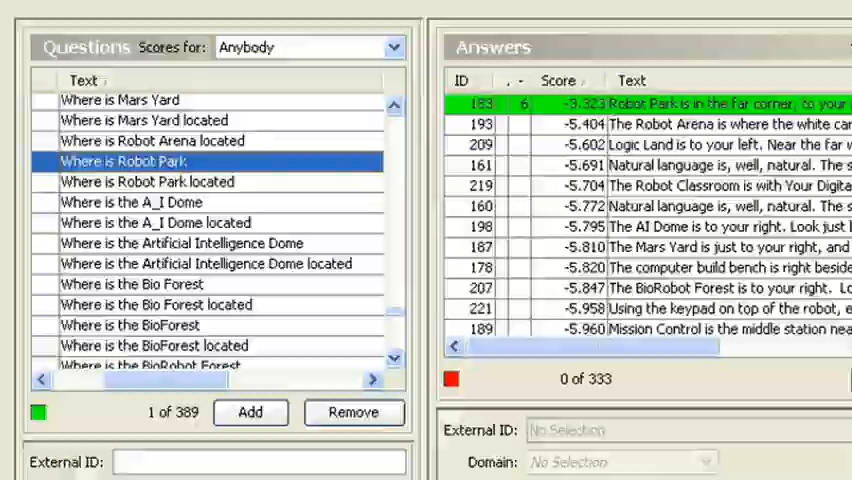 Questions Scores for: Anybody
Text
Where is Mars Yard
Where is Mars Yard located
Where is Robot Arena located
Where is Robot Park
Where is Robot Park located
Where is the A_I Dome
Where is the A_I Dome located
Where is the Artificial Intelligence Dome
Where is the Artificial Intelligence Dome located
Where is the Bio Forest
Where is the Bio Forest located
Where is the BioForest
Where is the BioForest located
Where is the BioRobot Forest
1 of 389 Add Remove
External ID:
Answers
ID . - Score Text
183 6 -3.323 Robot Park is in the far corner, to your
193 -5.404 The Robot Arena is where the white
209 -5.602 Logic Land is to your left. Near the far
161 -5.691 Natural language is, well, natural. The
219 -5.704 The Robot Classroom is with Your
160 -5.772 Natural language is, well, natural. The
198 -5.795 The AI Dome is to your right. Look just
187 -5.810 The Mars Yard is just to your right, and
178 -5.820 The computer build bench is right
207 -5.847 The BioRobot Forest is to your right.
221 -5.958 Using the keypad on top of the robot,
189 -5.960 Mission Control is the middle station
0 of 333
External ID: No Selection
Domain: No Selection